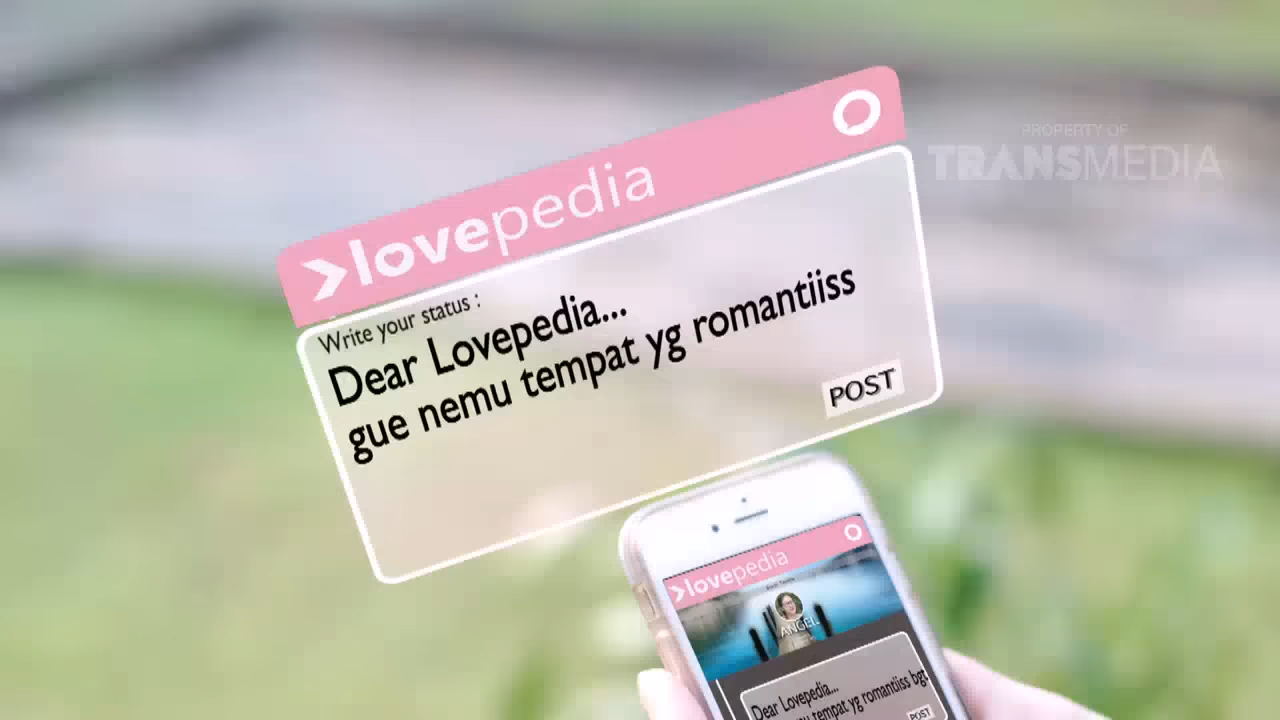 PROPERTY OF
TRANSMEDIA
lovepedia
Write your status :
Dear Lovepedia...
gue nemu tempat yg romantiiss
POST
lovepedia
ANGEL
Dear Lovepedia...
tempat yg romantiiss bgt
POST